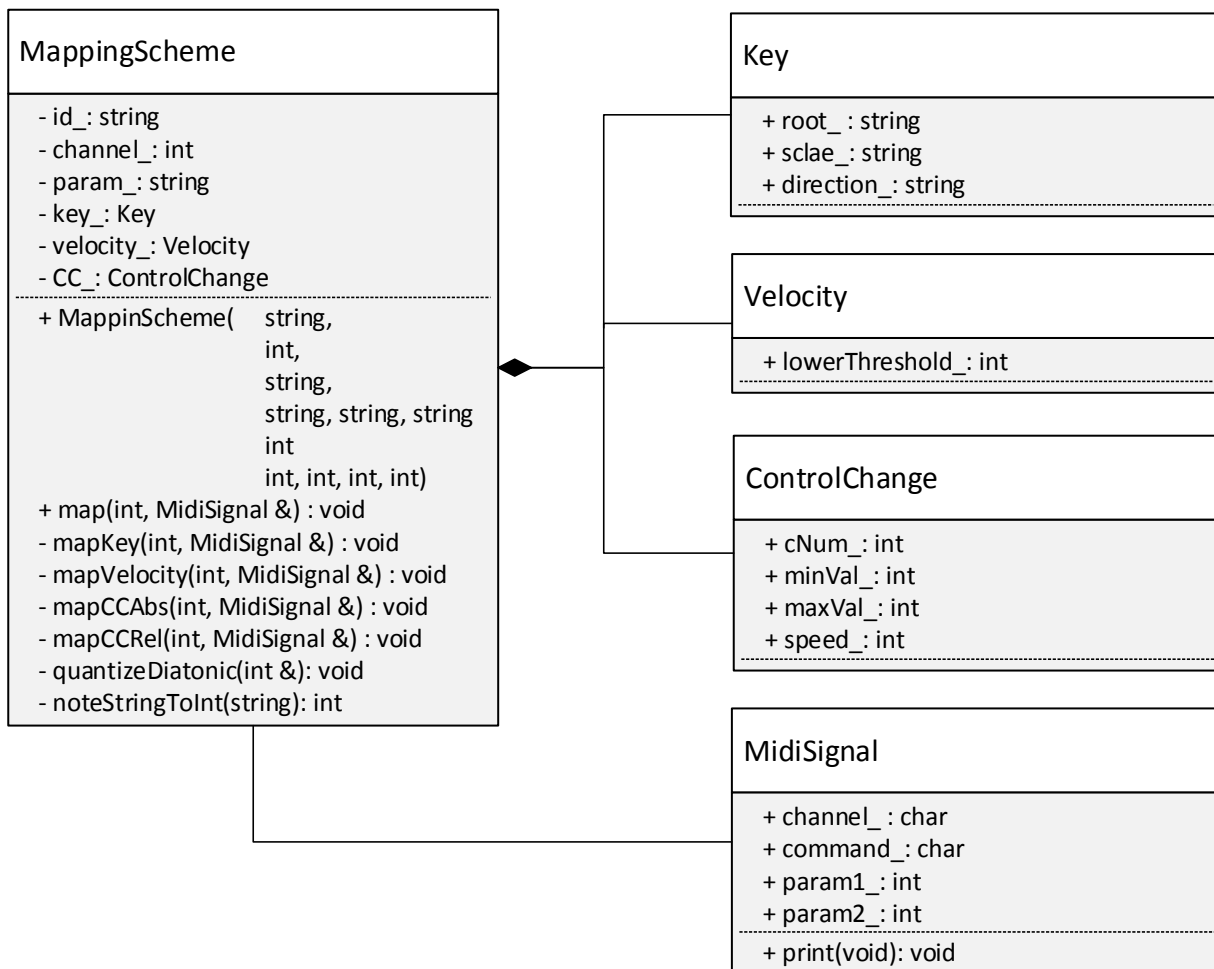 MappingScheme
- id_: string
- channel_: int
- param_: string
- key_: Key
- velocity_: Velocity
- CC_: ControlChange
+ MappinScheme( string,
int,
string,
string, string, string
int
int, int, int, int)
+ map(int, MidiSignal &) : void
- mapKey(int, MidiSignal &) : void
- mapVelocity(int, MidiSignal &) : void
- mapCCAbs(int, MidiSignal &) : void
- mapCCRel(int, MidiSignal &) : void
- quantizeDiatonic(int &): void
- noteStringToInt(string): int
Key
+ root_ : string
+ sclae_: string
+ direction_: string
Velocity
+ lowerThreshold_: int
ControlChange
+ cNum_: int
+ minVal_: int
+ maxVal_: int
+ speed_: int
MidiSignal
+ channel_ : char
+ command_: char
+ param1_: int
+ param2_: int
+ print(void): void